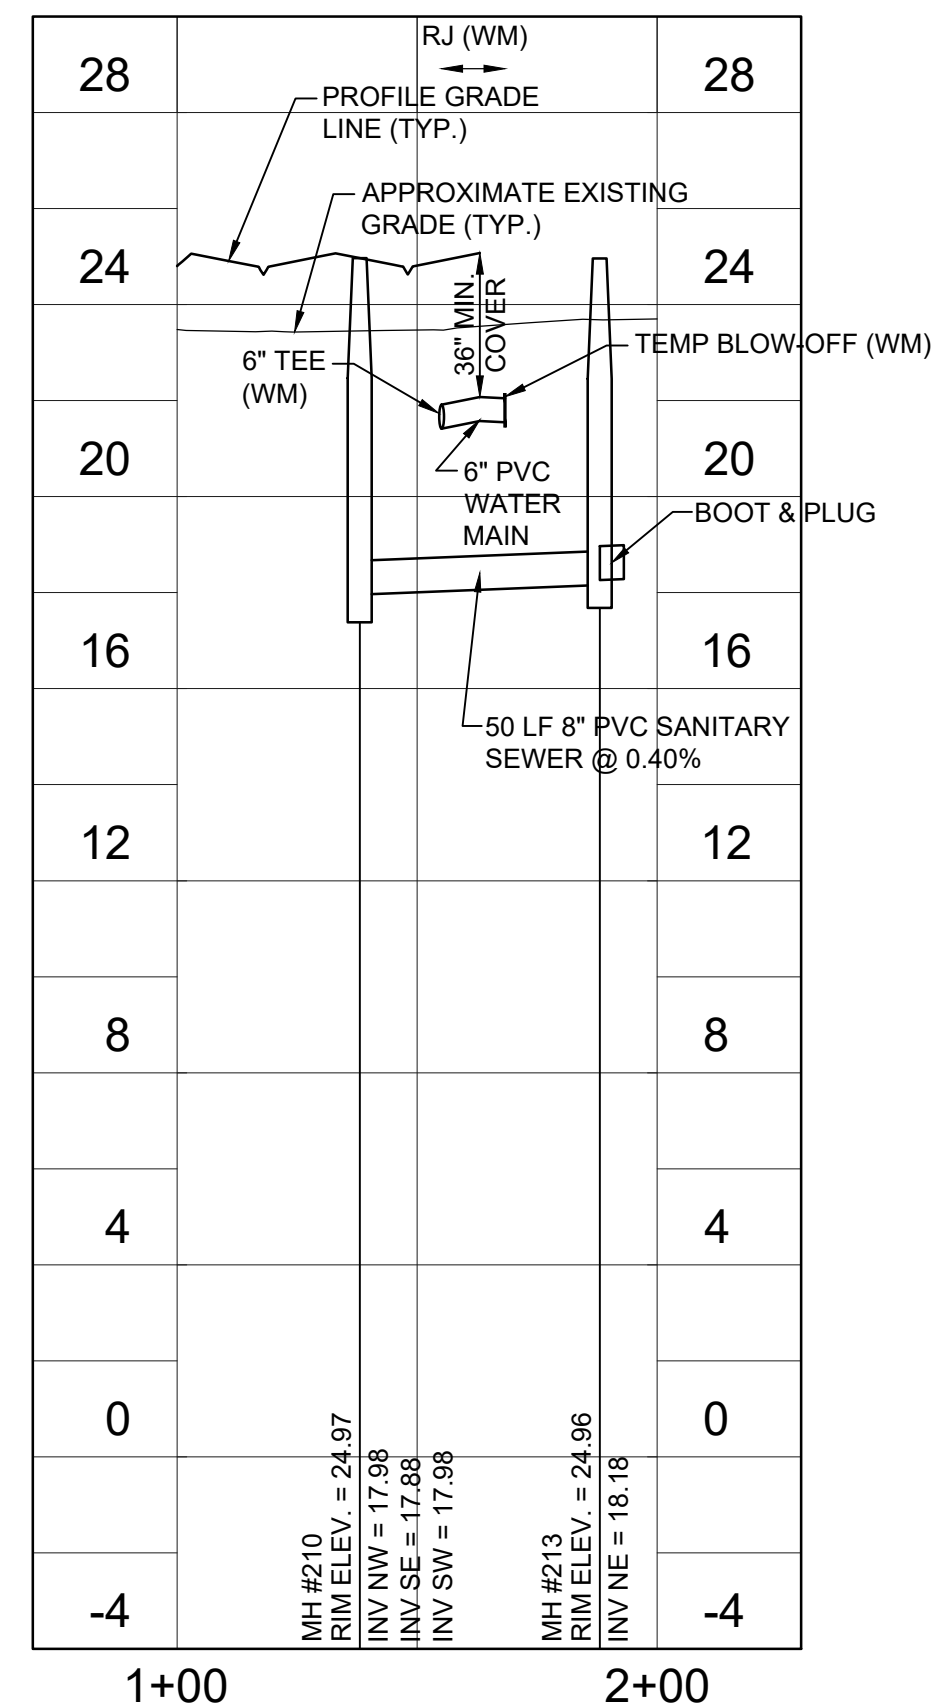 RJ (WM)
28
28
PROFILE GRADE
LINE (TYP.)
APPROXIMATE EXISTING
GRADE (TYP.)
24
24
36" MIN.
COVER
6" TEE
(WM)
TEMP BLOW-OFF (WM)
20
20
6" PVC
WATER
MAIN
BOOT & PLUG
16
16
50 LF 8" PVC SANITARY
SEWER @ 0.40%
12
12
8
8
4
4
0
0
MH #210
RIM ELEV. = 24.97
INV NW = 17.98
INV SE = 17.88
INV SW = 17.98
MH #213
RIM ELEV. = 24.96
INV NE = 18.18
-4
-4
1+00
2+00